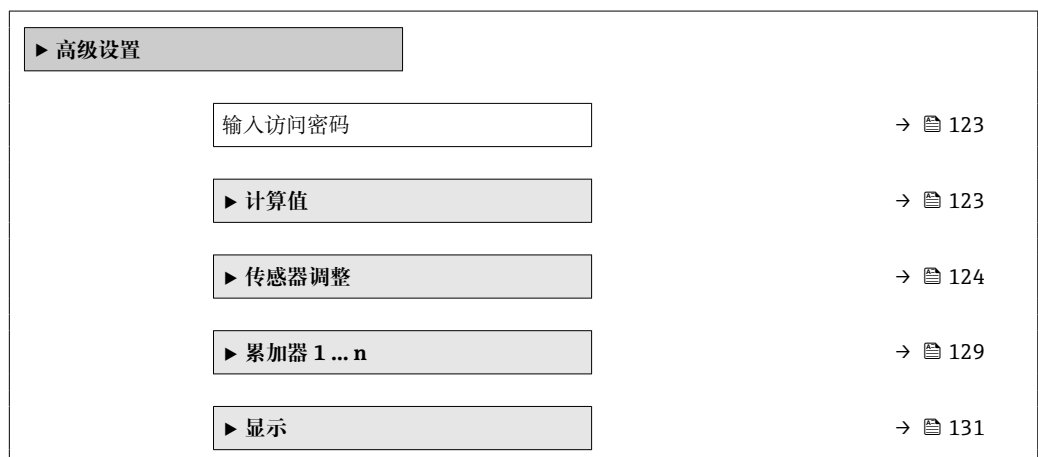 ▶ 高级设置
输入访问密码 → 123
▶ 计算值 → 123
▶ 传感器调整 → 124
▶ 累加器 1 … n → 129
▶ 显示 → 131